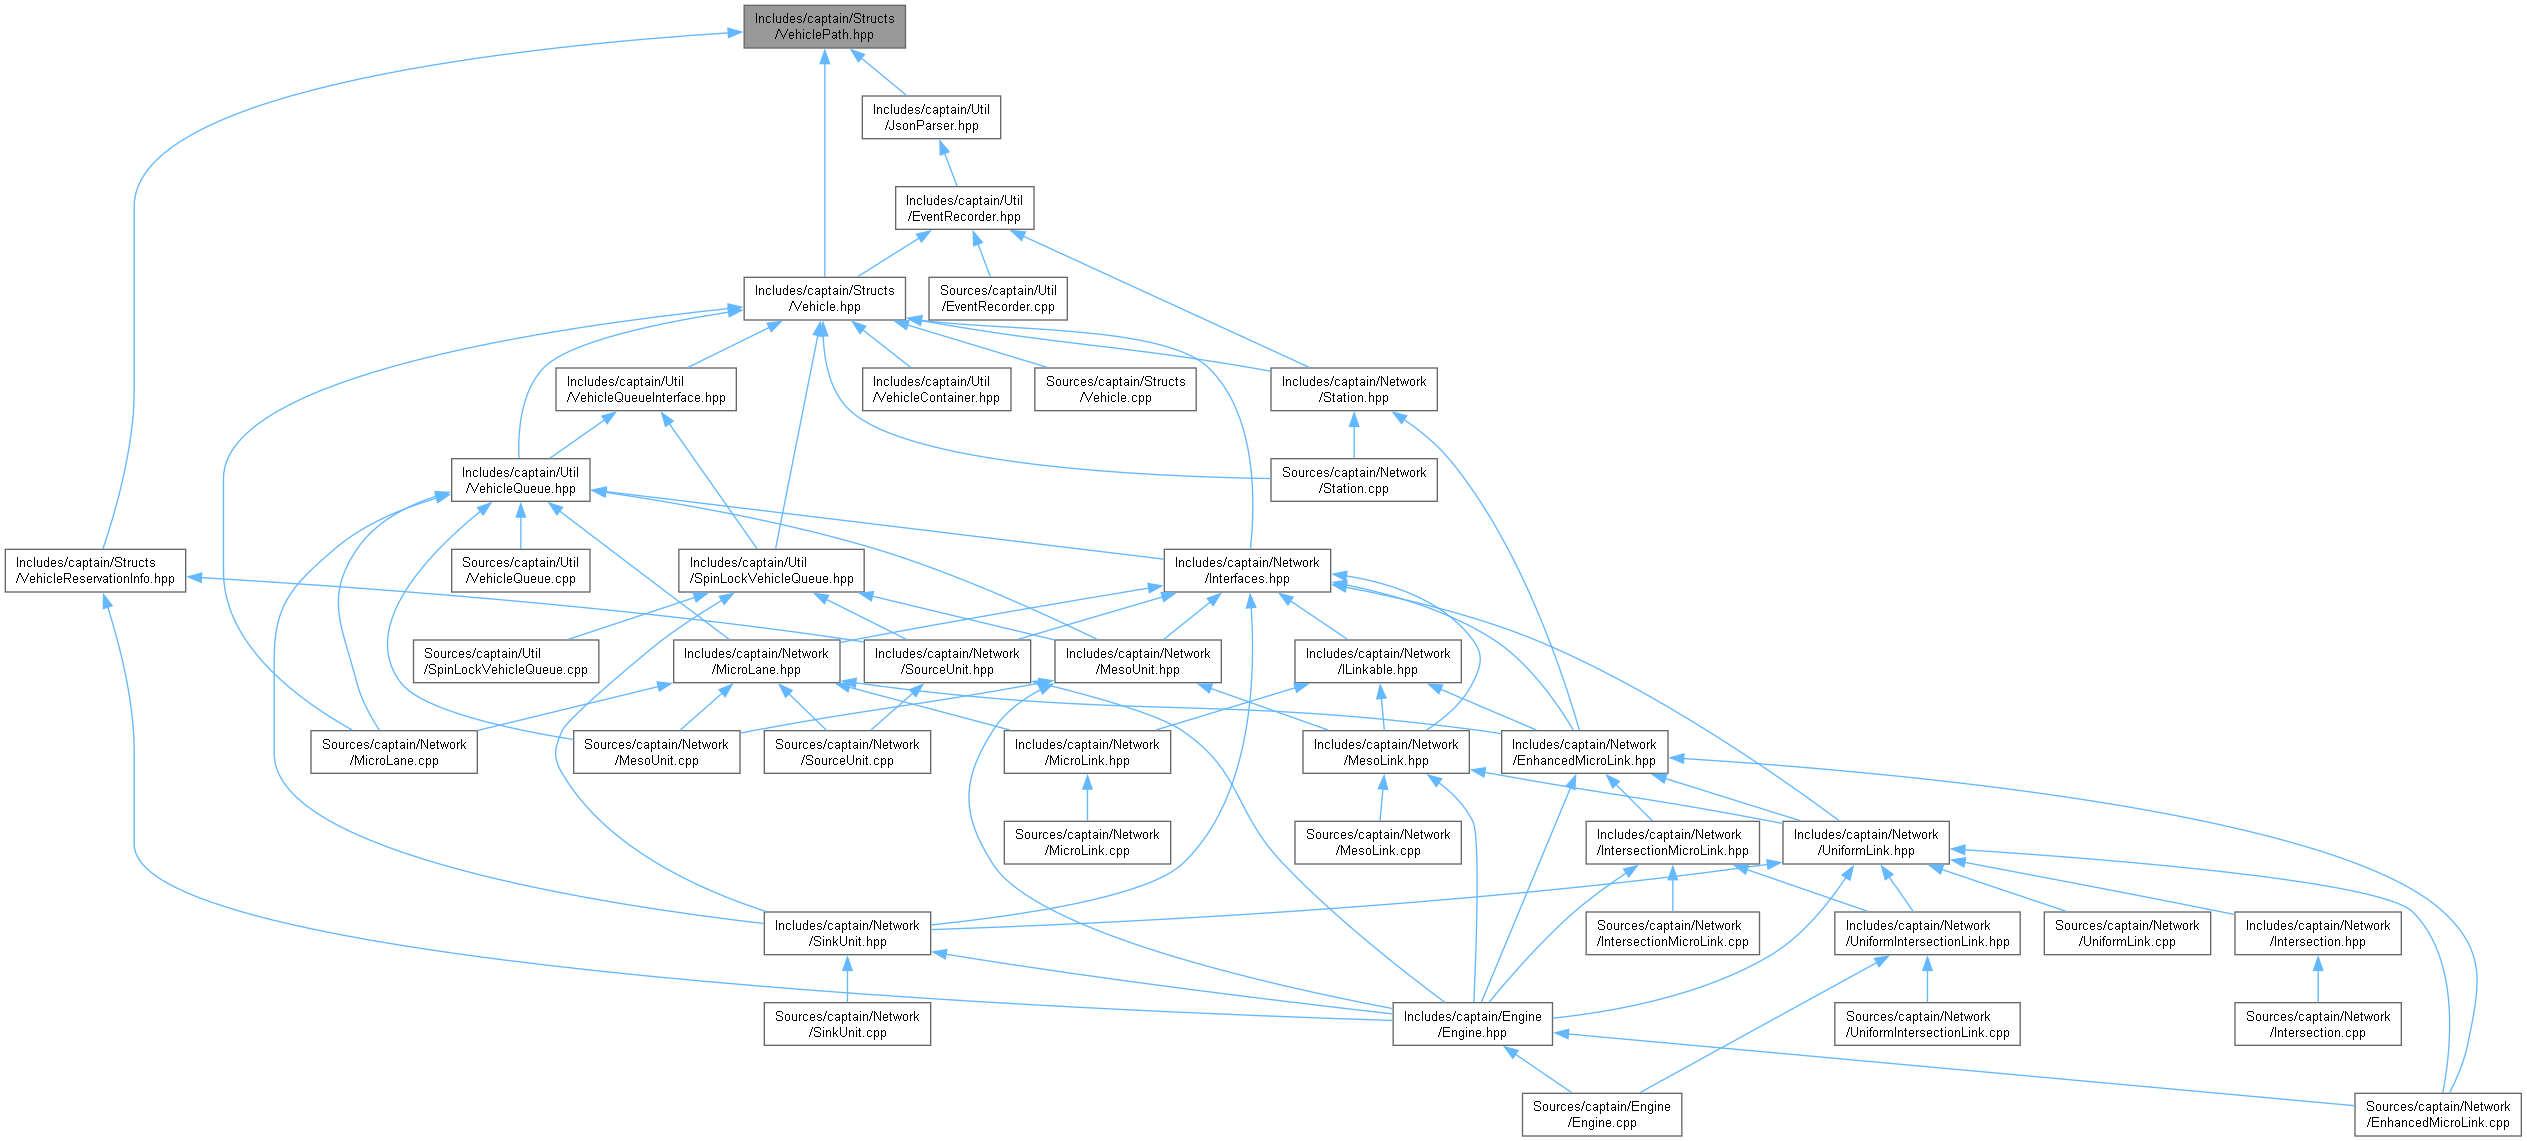 Includes/captain/Structs
/VehiclePath.hpp
Includes/captain/Util
/JsonParser.hpp
Includes/captain/Util
/EventRecorder.hpp
Includes/captain/Structs
/Vehicle.hpp
Sources/captain/Util
/EventRecorder.cpp
Includes/captain/Util
/VehicleQueueInterface.hpp
Includes/captain/Util
/VehicleContainer.hpp
Sources/captain/Structs
/Vehicle.cpp
Includes/captain/Network
/Station.hpp
Includes/captain/Util
/VehicleQueue.hpp
Sources/captain/Network
/Station.cpp
Includes/captain/Structs
/VehicleReservationInfo.hpp
Sources/captain/Util
/VehicleQueue.cpp
Includes/captain/Util
/SpinLockVehicleQueue.hpp
Includes/captain/Network
/Interfaces.hpp
Sources/captain/Util
/SpinLockVehicleQueue.cpp
Includes/captain/Network
/MicroLane.hpp
Includes/captain/Network
/SourceUnit.hpp
Includes/captain/Network
/MesoUnit.hpp
Includes/captain/Network
/ILinkable.hpp
Sources/captain/Network
/MicroLane.cpp
Sources/captain/Network
/MesoUnit.cpp
Sources/captain/Network
/SourceUnit.cpp
Includes/captain/Network
/MicroLink.hpp
Includes/captain/Network
/MesoLink.hpp
Includes/captain/Network
/EnhancedMicroLink.hpp
Sources/captain/Network
/MicroLink.cpp
Sources/captain/Network
/MesoLink.cpp
Includes/captain/Network
/IntersectionMicroLink.hpp
Includes/captain/Network
/UniformLink.hpp
Includes/captain/Network
/SinkUnit.hpp
Sources/captain/Network
/IntersectionMicroLink.cpp
Includes/captain/Network
/UniformIntersectionLink.hpp
Sources/captain/Network
/UniformLink.cpp
Includes/captain/Network
/Intersection.hpp
Sources/captain/Network
/SinkUnit.cpp
Includes/captain/Engine
/Engine.hpp
Sources/captain/Network
/UniformIntersectionLink.cpp
Sources/captain/Network
/Intersection.cpp
Sources/captain/Engine
/Engine.cpp
Sources/captain/Network
/EnhancedMicroLink.cpp